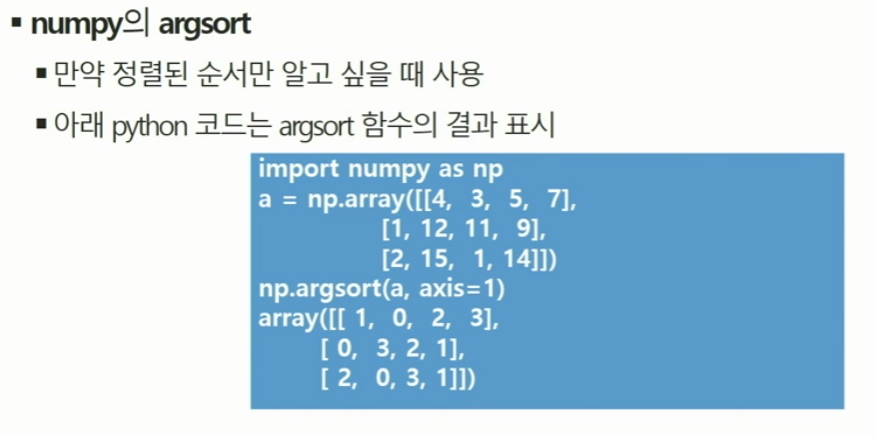 ▪ numpy의 argsort
▪ 만약 정렬된 순서만 알고 싶을 때 사용
▪ 아래 python 코드는 argsort 함수의 결과 표시
import numpy as np
a = np.array([[4, 3, 5, 7],
[1, 12, 11, 9],
[2, 15, 1, 14]])
np.argsort(a, axis=1)
array([[ 1, 0, 2, 3],
[ 0, 3, 2, 1],
[ 2, 0, 3, 1]])